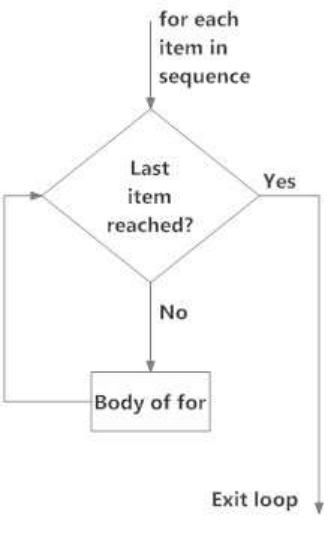 for each
item in
sequence
Last
item
reached?
Yes
No
Body of for
Exit loop